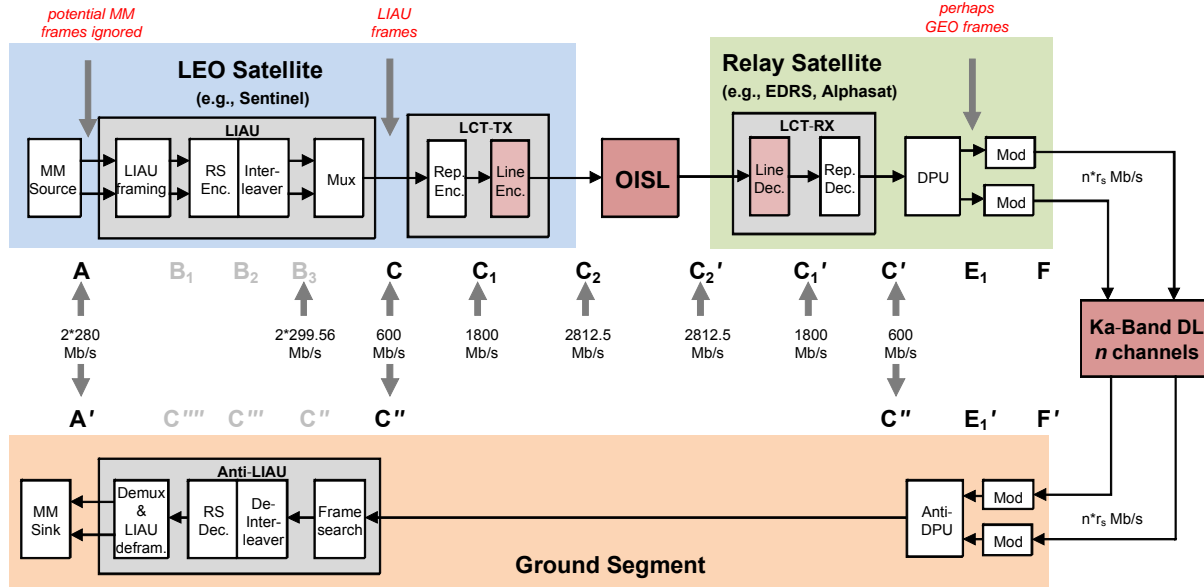 potential MM
frames ignored
LIAU
frames
perhaps
GEO frames
LEO Satellite
(e.g., Sentinel)
Relay Satellite
(e.g., EDRS, Alphasat)
LIAU
LCT-TX
LCT-RX
MM
Source
LIAU
framing
RS
Enc.
Inter-
leaver
Mux
Rep.
Enc.
Line
Enc.
OISL
Line
Dec.
Rep.
Dec.
DPU
Mod
Mod
n*rₛ Mb/s
A
B₁
B₂
B₃
C
C₁
C₂
C₂′
C₁′
C′
E₁
F
2*280
Mb/s
2*299.56
Mb/s
600
Mb/s
1800
Mb/s
2812.5
Mb/s
2812.5
Mb/s
1800
Mb/s
600
Mb/s
Ka-Band DL
n channels
A′
C′′′′
C′′′
C′′
C′′
C′′
E₁′
F′
Anti-LIAU
MM
Sink
Demux
&
LIAU
defram.
RS
Dec.
De-
Inter-
leaver
Frame
search
Anti-
DPU
Mod
Mod
n*rₛ Mb/s
Ground Segment